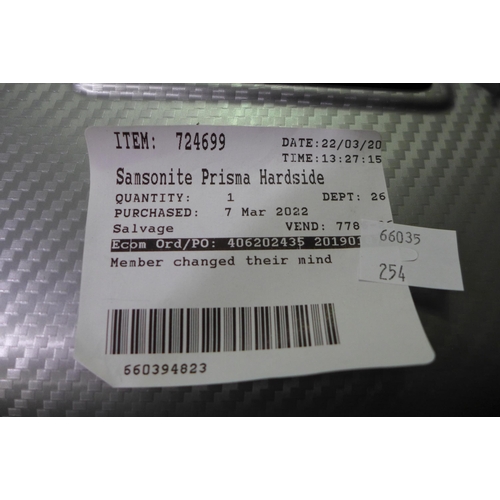 ITEM: 724699
DATE:22/03/20
TIME:13:27:15
Samsonite Prisma Hardside
QUANTITY: 1 DEPT: 26
PURCHASED: 7 Mar 2022
Salvage VEND: 778
Ecom Ord/PO: 406202435
Member changed their mind
660394823
66035
254